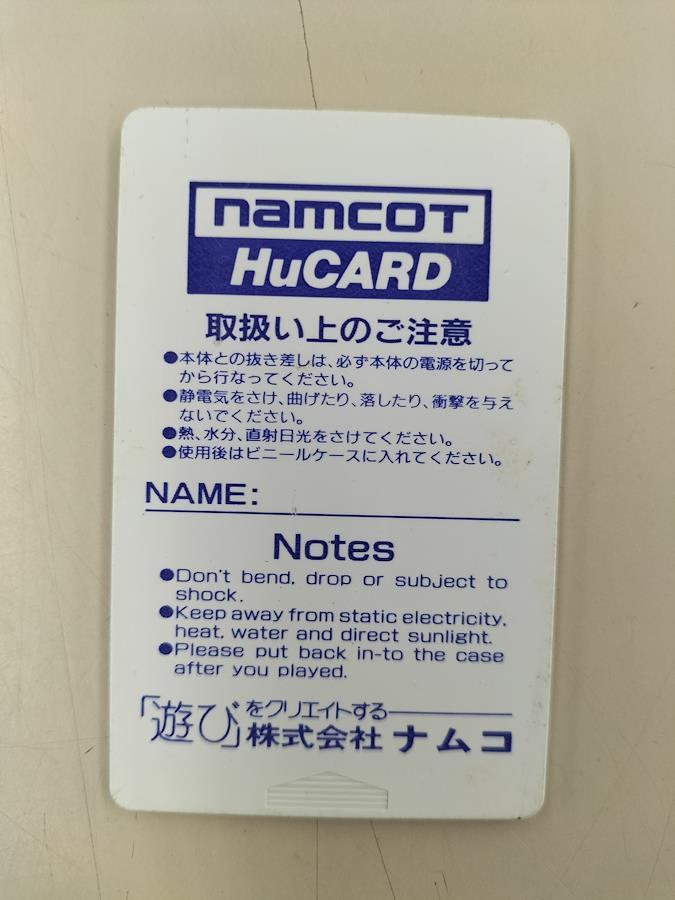 namcoT
HuCARD
取扱い上のご注意
●本体との抜き差しは、必ず本体の電源を切って
から行なってください。
●静電気をさけ、曲げたり、落したり、衝撃を与え
ないでください。
●熱、水分、直射日光をさけてください。
●使用後はビニールケースに入れてください。
NAME:
Notes
●Don't bend, drop or subject to
shock.
●Keep away from static electricity,
heat, water and direct sunlight.
●Please put back in-to the case
after you played.
「遊び」をクリエイトする
株式会社 ナムコ